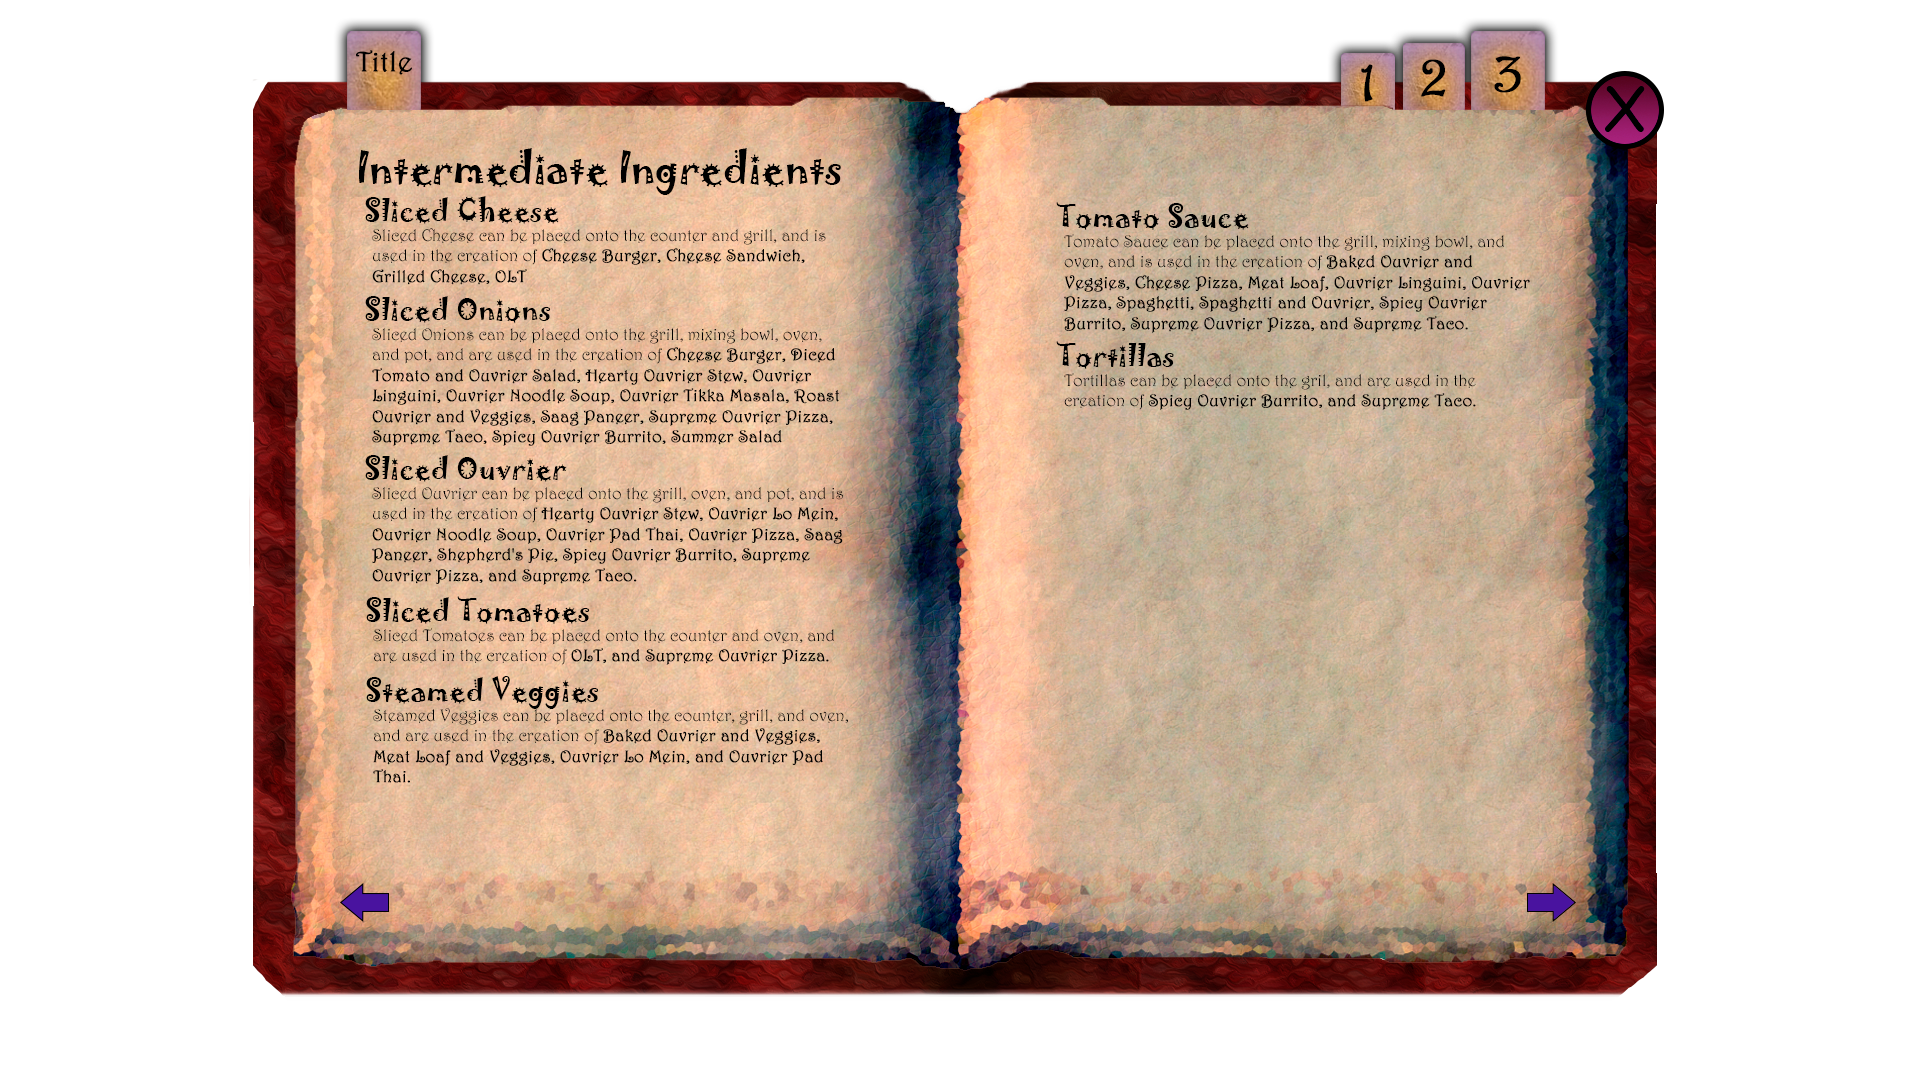 Title
1 2 3
X
Intermediate Ingredients
Sliced Cheese
Sliced Cheese can be placed onto the counter and grill, and is
used in the creation of Cheese Burger, Cheese Sandwich,
Grilled Cheese, OLT
Sliced Onions
Sliced Onions can be placed onto the grill, mixing bowl, oven,
and pot, and are used in the creation of Cheese Burger, Diced
Tomato and Ouvrier Salad, Hearty Ouvrier Stew, Ouvrier
Linguini, Ouvrier Noodle Soup, Ouvrier Tikka Masala, Roast
Ouvrier and Veggies, Saag Paneer, Supreme Ouvrier Pizza,
Supreme Taco, Spicy Ouvrier Burrito, Summer Salad
Sliced Ouvrier
Sliced Ouvrier can be placed onto the grill, oven, and pot, and is
used in the creation of Hearty Ouvrier Stew, Ouvrier Lo Mein,
Ouvrier Noodle Soup, Ouvrier Pad Thai, Ouvrier Pizza, Saag
Paneer, Shepherd's Pie, Spicy Ouvrier Burrito, Supreme
Ouvrier Pizza, and Supreme Taco.
Sliced Tomatoes
Sliced Tomatoes can be placed onto the counter and oven, and
are used in the creation of OLT, and Supreme Ouvrier Pizza.
Steamed Veggies
Steamed Veggies can be placed onto the counter, grill, and oven,
and are used in the creation of Baked Ouvrier and Veggies,
Meat Loaf and Veggies, Ouvrier Lo Mein, and Ouvrier Pad
Thai.
Tomato Sauce
Tomato Sauce can be placed onto the grill, mixing bowl, and
oven, and is used in the creation of Baked Ouvrier and
Veggies, Cheese Pizza, Meat Loaf, Ouvrier Linguini, Ouvrier
Pizza, Spaghetti, Spaghetti and Ouvrier, Spicy Ouvrier
Burrito, Supreme Ouvrier Pizza, and Supreme Taco.
Tortillas
Tortillas can be placed onto the gril, and are used in the
creation of Spicy Ouvrier Burrito, and Supreme Taco.